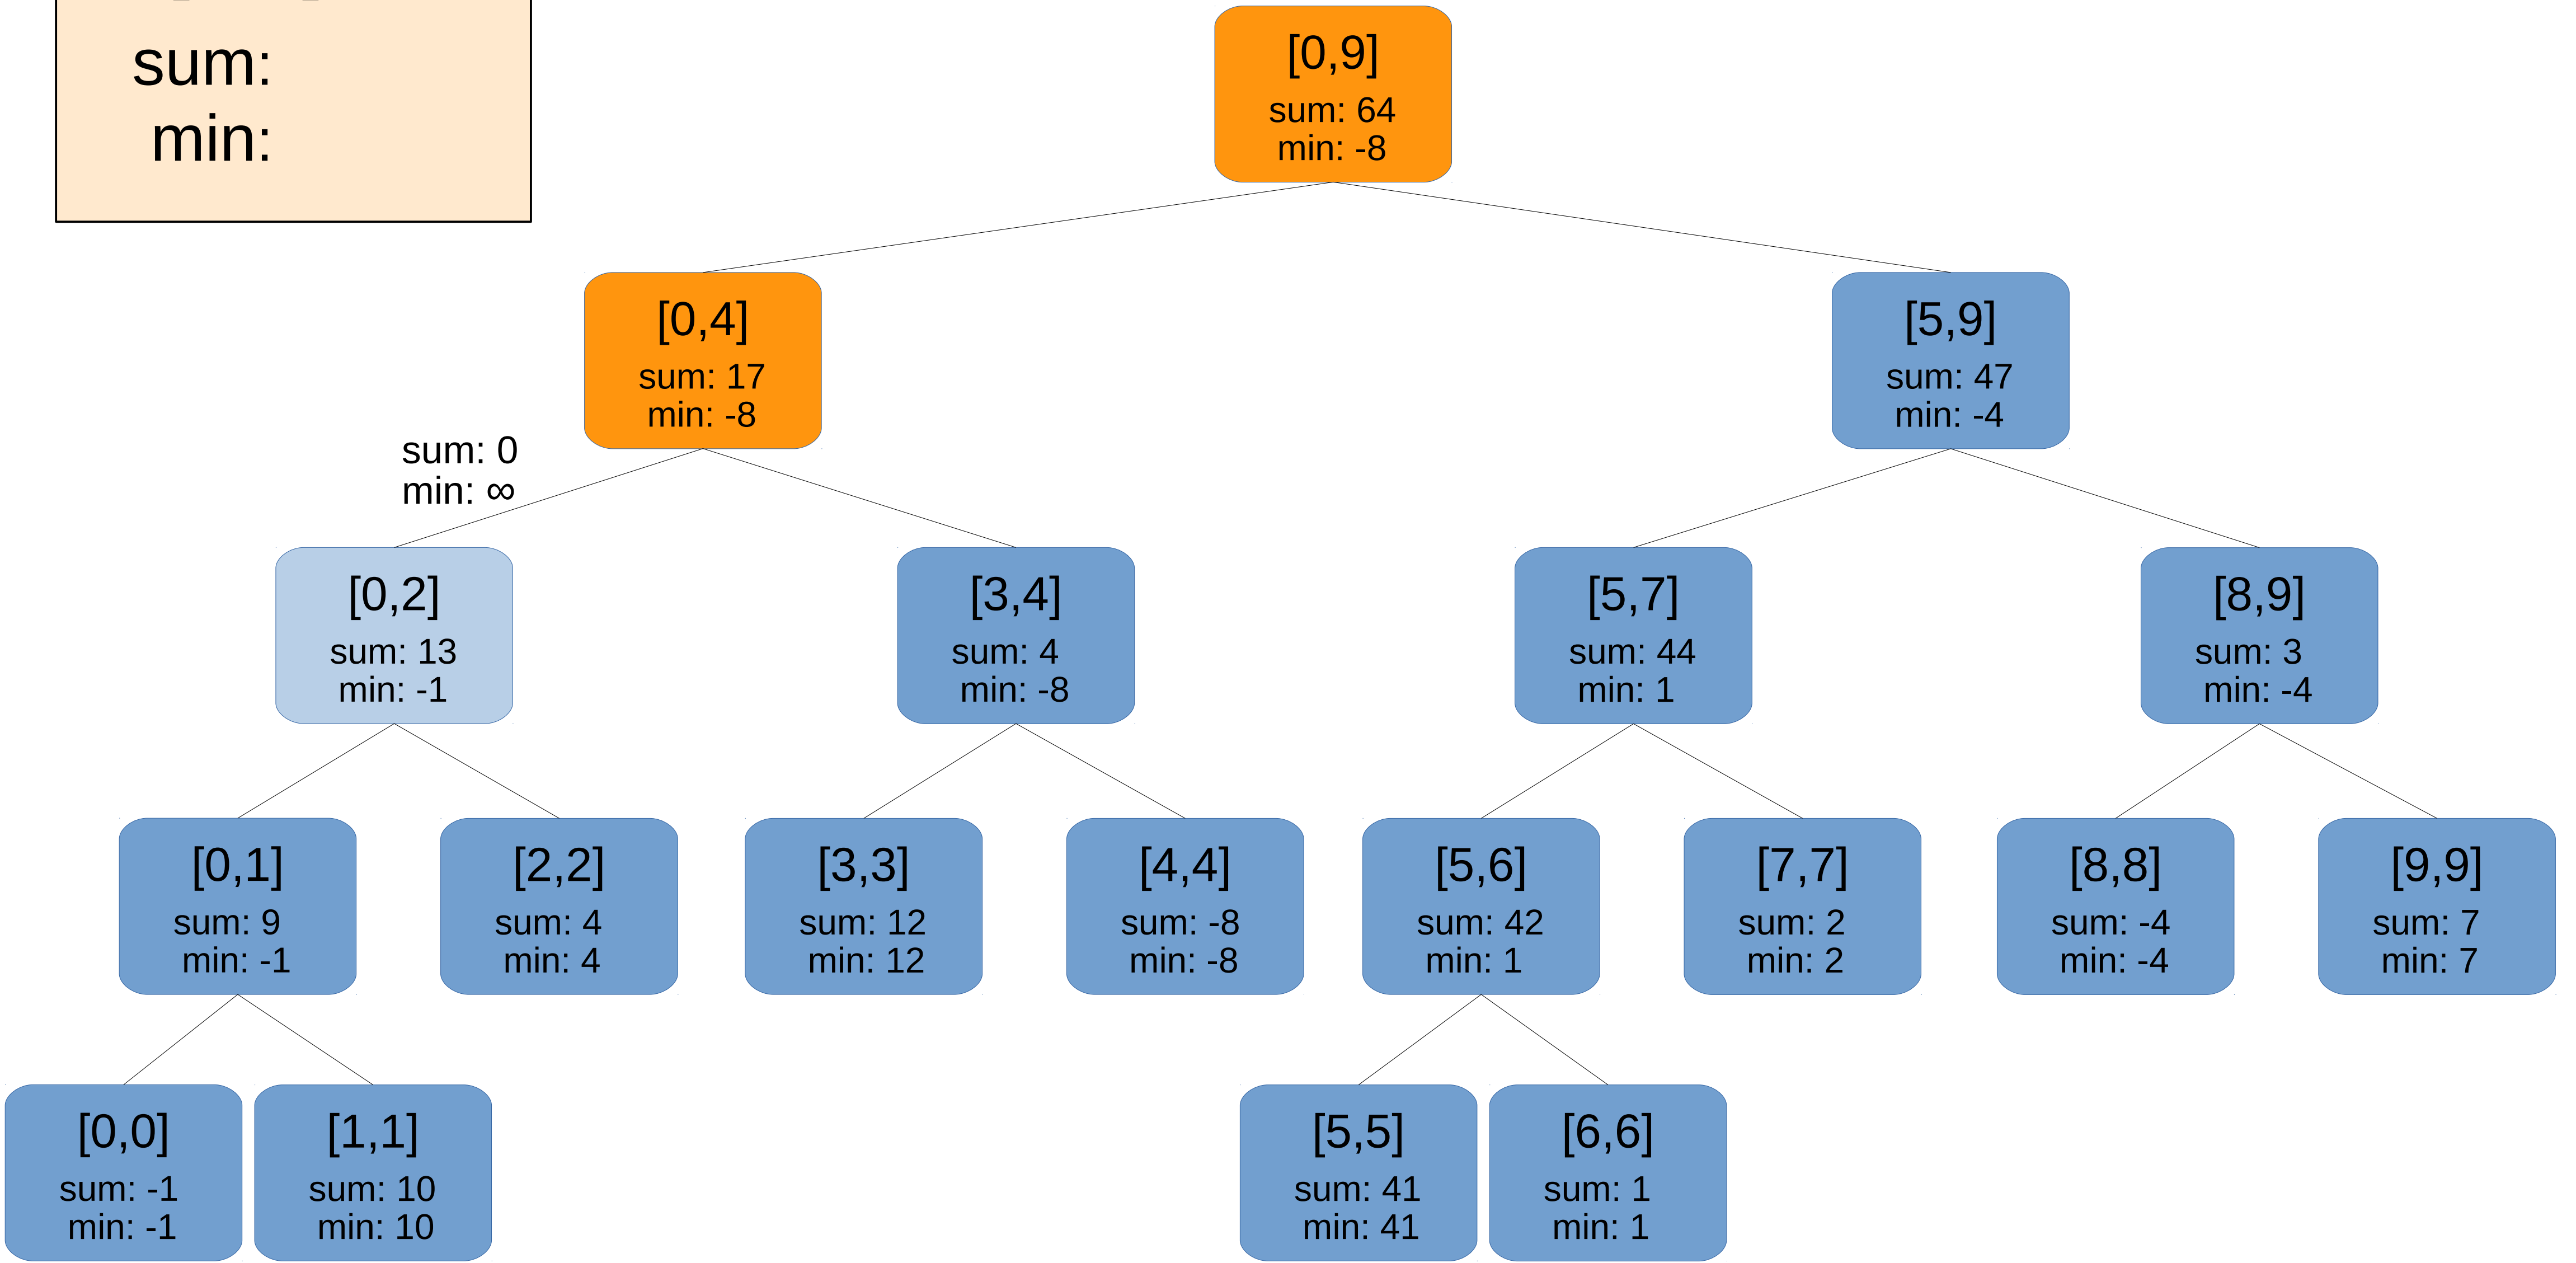 sum:
min:
[0,9]
sum: 64
min: -8
[0,4]
sum: 17
min: -8
[5,9]
sum: 47
min: -4
sum: 0
min: ∞
[0,2]
sum: 13
min: -1
[3,4]
sum: 4
min: -8
[5,7]
sum: 44
min: 1
[8,9]
sum: 3
min: -4
[0,1]
sum: 9
min: -1
[2,2]
sum: 4
min: 4
[3,3]
sum: 12
min: 12
[4,4]
sum: -8
min: -8
[5,6]
sum: 42
min: 1
[7,7]
sum: 2
min: 2
[8,8]
sum: -4
min: -4
[9,9]
sum: 7
min: 7
[0,0]
sum: -1
min: -1
[1,1]
sum: 10
min: 10
[5,5]
sum: 41
min: 41
[6,6]
sum: 1
min: 1